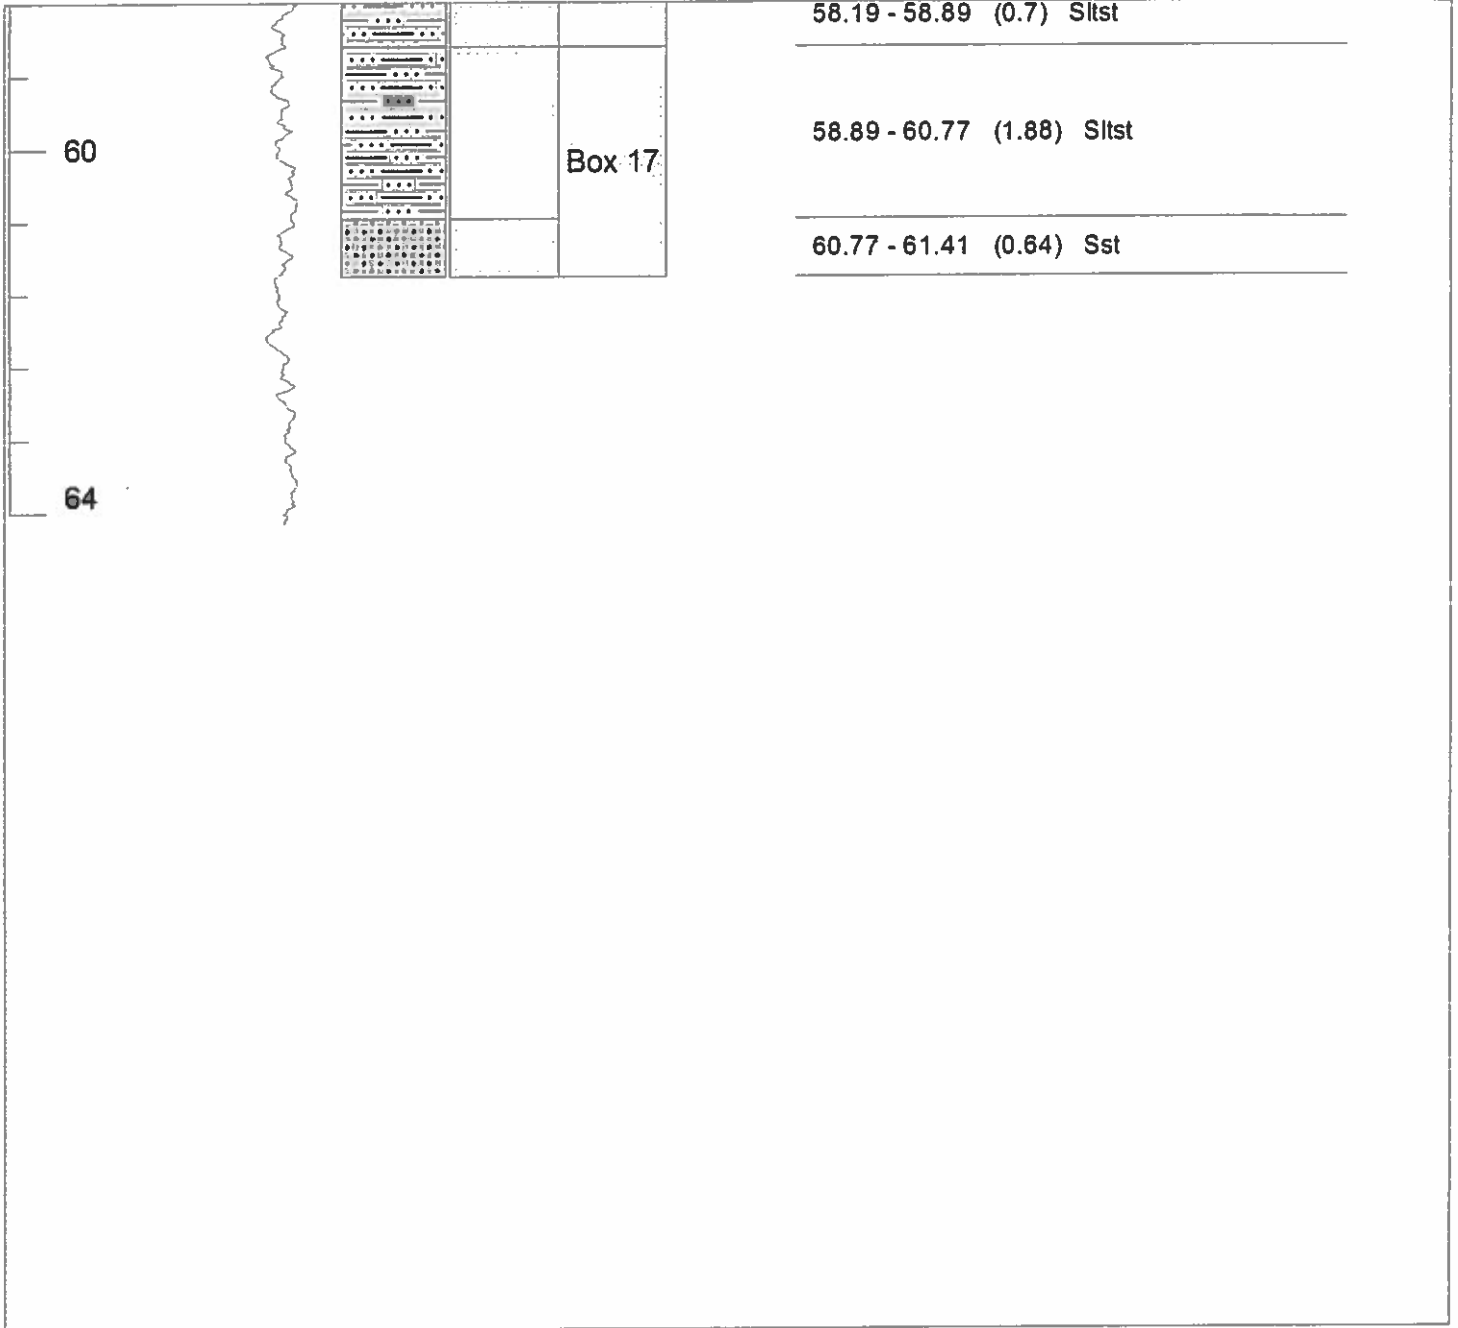 58.19 - 58.89 (0.7) Sltst
58.89 - 60.77 (1.88) Sltst
60
Box 17
60.77 - 61.41 (0.64) Sst
64